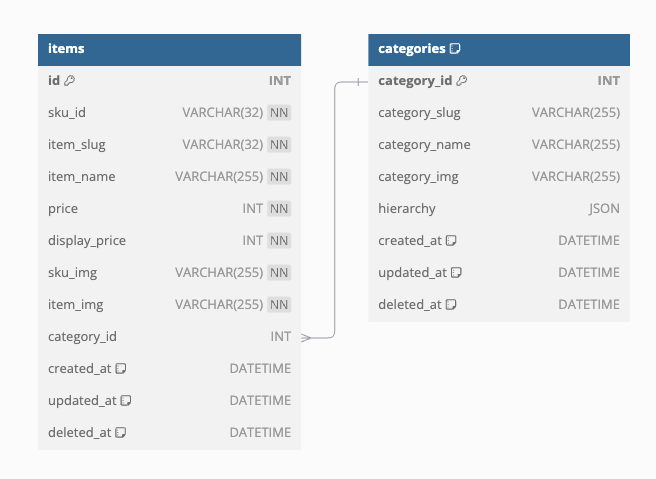 items
id INT
sku_id VARCHAR(32) NN
item_slug VARCHAR(32) NN
item_name VARCHAR(255) NN
price INT NN
display_price INT NN
sku_img VARCHAR(255) NN
item_img VARCHAR(255) NN
category_id INT
created_at DATETIME
updated_at DATETIME
deleted_at DATETIME
categories
category_id INT
category_slug VARCHAR(255)
category_name VARCHAR(255)
category_img VARCHAR(255)
hierarchy JSON
created_at DATETIME
updated_at DATETIME
deleted_at DATETIME